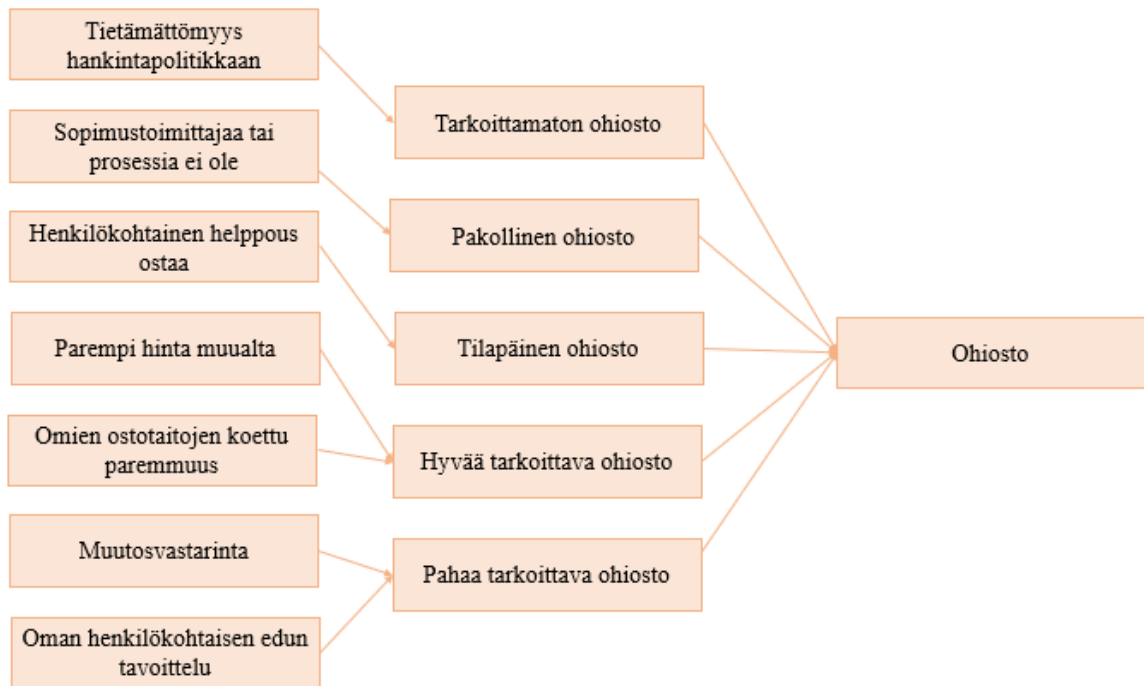 Tietämättömyys
hankintapolitikkaan
Sopimustoimittajaa tai
prosessia ei ole
Henkilökohtainen helppous
ostaa
Parempi hinta muualta
Omien ostotaitojen koettu
paremmuus
Muutosvastarinta
Oman henkilökohtaisen edun
tavoittelu
Tarkoittamaton ohiosto
Pakollinen ohiosto
Tilapäinen ohiosto
Hyvää tarkoittava ohiosto
Pahaa tarkoittava ohiosto
Ohiosto